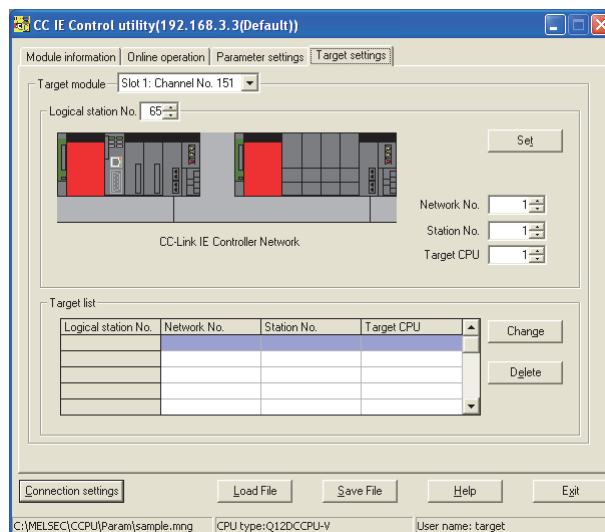 CC IE Control utility(192.168.3.3(Default))
Module information Online operation Parameter settings Target settings
Target module Slot 1: Channel No. 151
Logical station No. 65
Set
Network No. 1
Station No. 1
Target CPU 1
CC-Link IE Controller Network
Target list
Logical station No. Network No. Station No. Target CPU
Change
Delete
Connection settings Load File Save File Help Exit
C:\MELSEC\CCPU\Param\sample.mng CPU type:Q12DCCPU-V User name: target